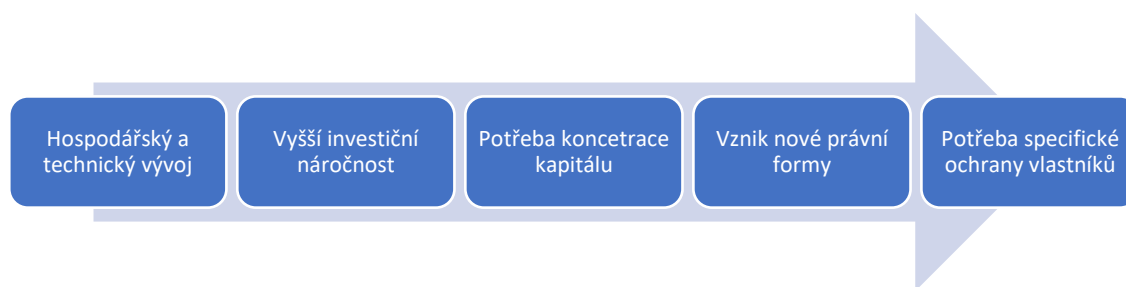 Hospodářský a
technický vývoj
Vyšší investiční
náročnost
Potřeba koncetrace
kapitálu
Vznik nové právní
formy
Potřeba specifické
ochrany vlastníků